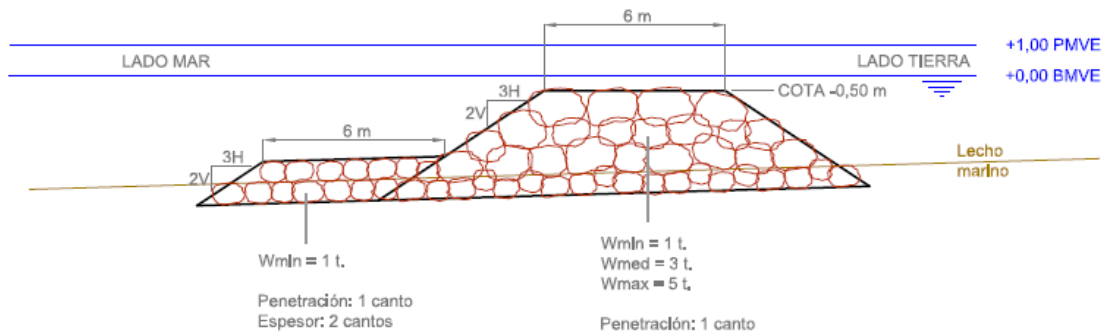 6 m
+1,00 PMVE
LADO MAR
LADO TIERRA
+0,00 BMVE
3H
COTA -0,50 m
2V
6 m
3H
2V
Lecho
marino
Wmin = 1 t.
Penetración: 1 canto
Espesor: 2 cantos
Wmin = 1 t.
Wmed = 3 t.
Wmax = 5 t.
Penetración: 1 canto